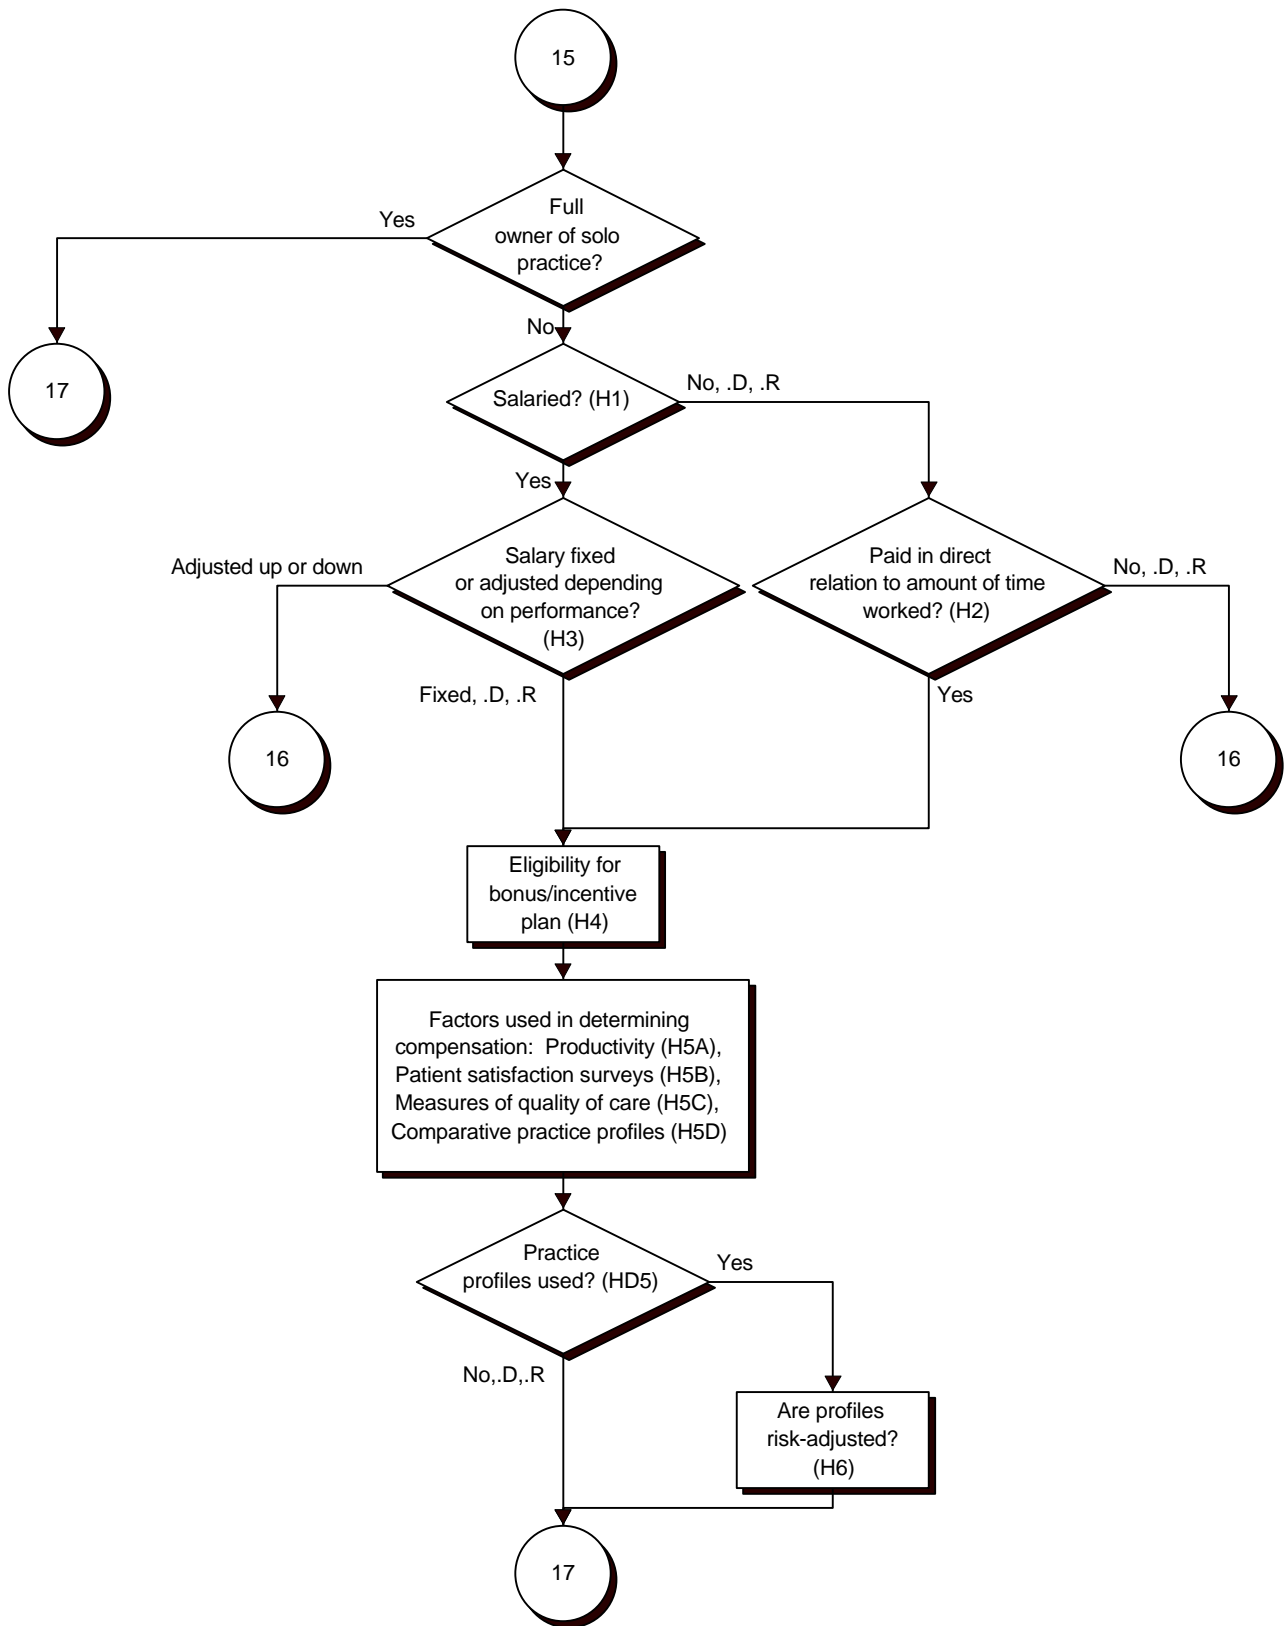 15
Full
owner of solo
practice?
Yes
No
17
Salaried? (H1)
No, .D, .R
Yes
Salary fixed
or adjusted depending
on performance?
(H3)
Adjusted up or down
Fixed, .D, .R
Paid in direct
relation to amount of time
worked? (H2)
No, .D, .R
Yes
16
16
Eligibility for
bonus/incentive
plan (H4)
Factors used in determining
compensation:  Productivity (H5A),
Patient satisfaction surveys (H5B),
Measures of quality of care (H5C),
Comparative practice profiles (H5D)
Practice
profiles used? (HD5)
Yes
No,.D,.R
Are profiles
risk-adjusted?
(H6)
17